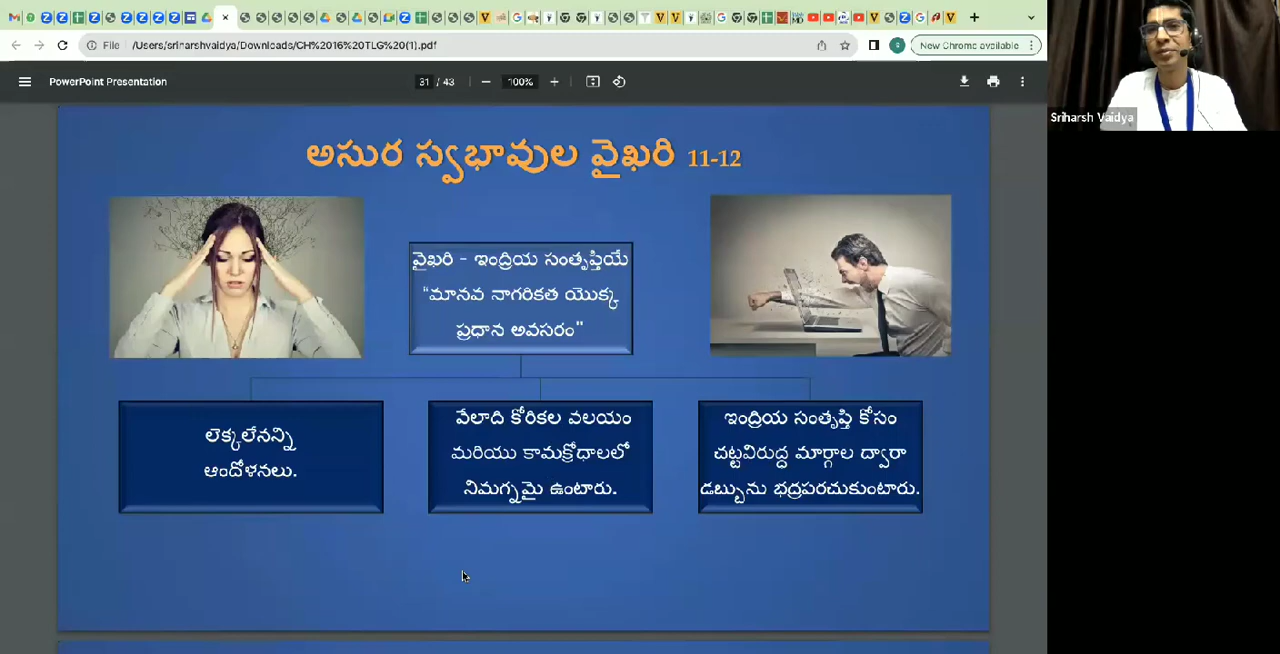 File
/Users/sriharshvaidya/Downloads/CH%2016%20TLG%20(1).pdf
New Chrome available
PowerPoint Presentation
31 / 43
100%
Sriharsh Vaidya
అసుర స్వభావుల వైఖరి 11-12
వైఖరి - ఇంద్రియ సంతృప్తియే
“మానవ నాగరికత యొక్క
ప్రధాన అవసరం"
లెక్కలేనన్ని
ఆందోళనలు.
వేలాది కోరికల వలయం
మరియు కామక్రోధాలలో
నిమగ్నమై ఉంటారు.
ఇంద్రియ సంతృప్తి కోసం
చట్టవిరుద్ధ మార్గాల ద్వారా
డబ్బును భద్రపరచుకుంటారు.